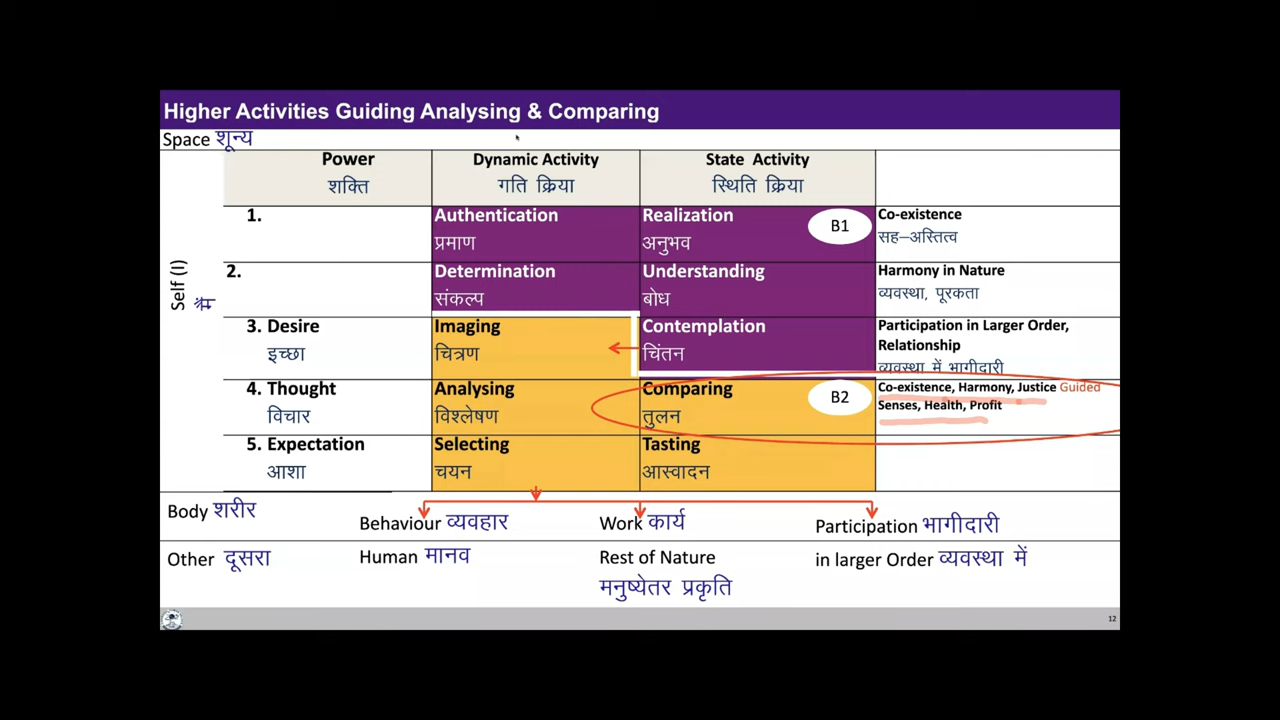 Higher Activities Guiding Analysing & Comparing
Space शून्य
Power Dynamic Activity State Activity
शक्ति गति क्रिया स्थिति क्रिया
1. Authentication Realization B1 Co-existence
प्रमाण अनुभव सह–अस्तित्व
2. Determination Understanding Harmony in Nature
संकल्प बोध व्यवस्था, पूरकता
Self (I)
मैं
3. Desire Imaging Contemplation Participation in Larger Order,
Relationship
इच्छा चित्रण चिंतन व्यवस्था में भागीदारी
4. Thought Analysing Comparing B2 Co-existence, Harmony, Justice Guided
विचार विश्लेषण तुलन Senses, Health, Profit
5. Expectation Selecting Tasting
आशा चयन आस्वादन
Body शरीर
Behaviour व्यवहार Work कार्य Participation भागीदारी
Other दूसरा Human मानव Rest of Nature in larger Order व्यवस्था में
मनुष्येतर प्रकृति
12